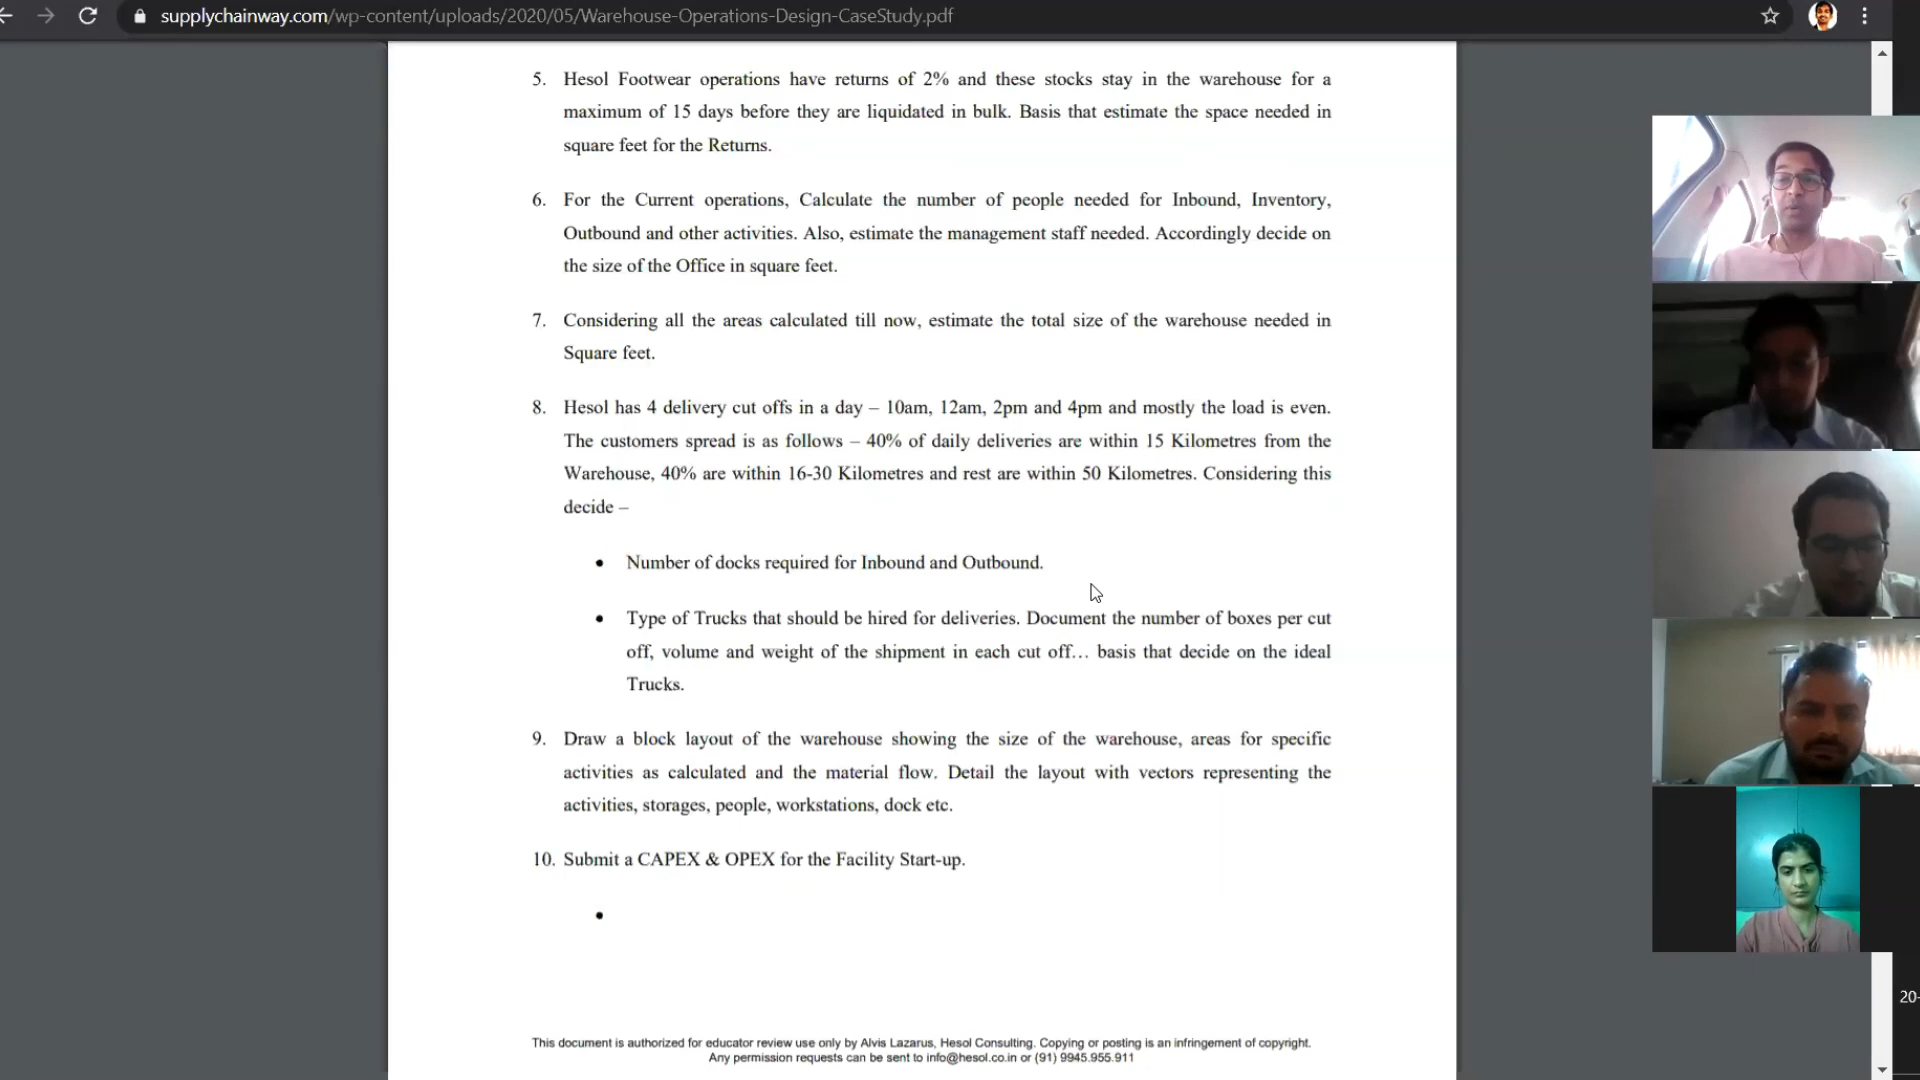 supplychainway.com/wp-content/uploads/2020/05/Warehouse-Operations-Design-CaseStudy.pdf
5. Hesol Footwear operations have returns of 2% and these stocks stay in the warehouse for a
maximum of 15 days before they are liquidated in bulk. Basis that estimate the space needed in
square feet for the Returns.
6. For the Current operations, Calculate the number of people needed for Inbound, Inventory,
Outbound and other activities. Also, estimate the management staff needed. Accordingly decide on
the size of the Office in square feet.
7. Considering all the areas calculated till now, estimate the total size of the warehouse needed in
Square feet.
8. Hesol has 4 delivery cut offs in a day – 10am, 12am, 2pm and 4pm and mostly the load is even.
The customers spread is as follows – 40% of daily deliveries are within 15 Kilometres from the
Warehouse, 40% are within 16-30 Kilometres and rest are within 50 Kilometres. Considering this
decide –
• Number of docks required for Inbound and Outbound.
• Type of Trucks that should be hired for deliveries. Document the number of boxes per cut
off, volume and weight of the shipment in each cut off… basis that decide on the ideal
Trucks.
9. Draw a block layout of the warehouse showing the size of the warehouse, areas for specific
activities as calculated and the material flow. Detail the layout with vectors representing the
activities, storages, people, workstations, dock etc.
10. Submit a CAPEX & OPEX for the Facility Start-up.
•
This document is authorized for educator review use only by Alvis Lazarus, Hesol Consulting. Copying or posting is an infringement of copyright.
Any permission requests can be sent to info@hesol.co.in or (91) 9945.955.911
20-